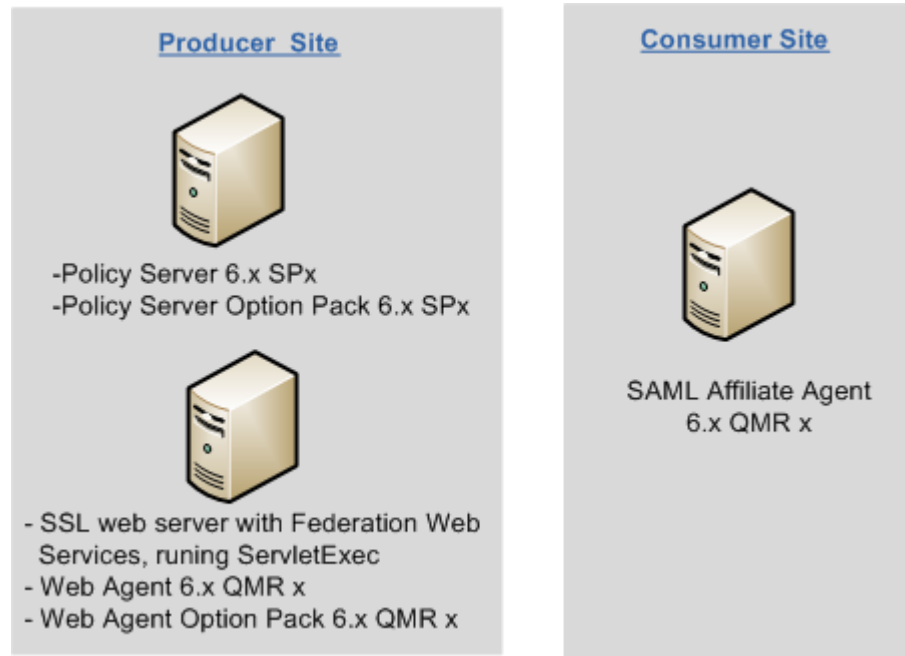 Producer Site
-Policy Server 6.x SPx
-Policy Server Option Pack 6.x SPx
- SSL web server with Federation Web
Services, runing ServletExec
- Web Agent 6.x QMR x
- Web Agent Option Pack 6.x QMR x
Consumer Site
SAML Affiliate Agent
6.x QMR x